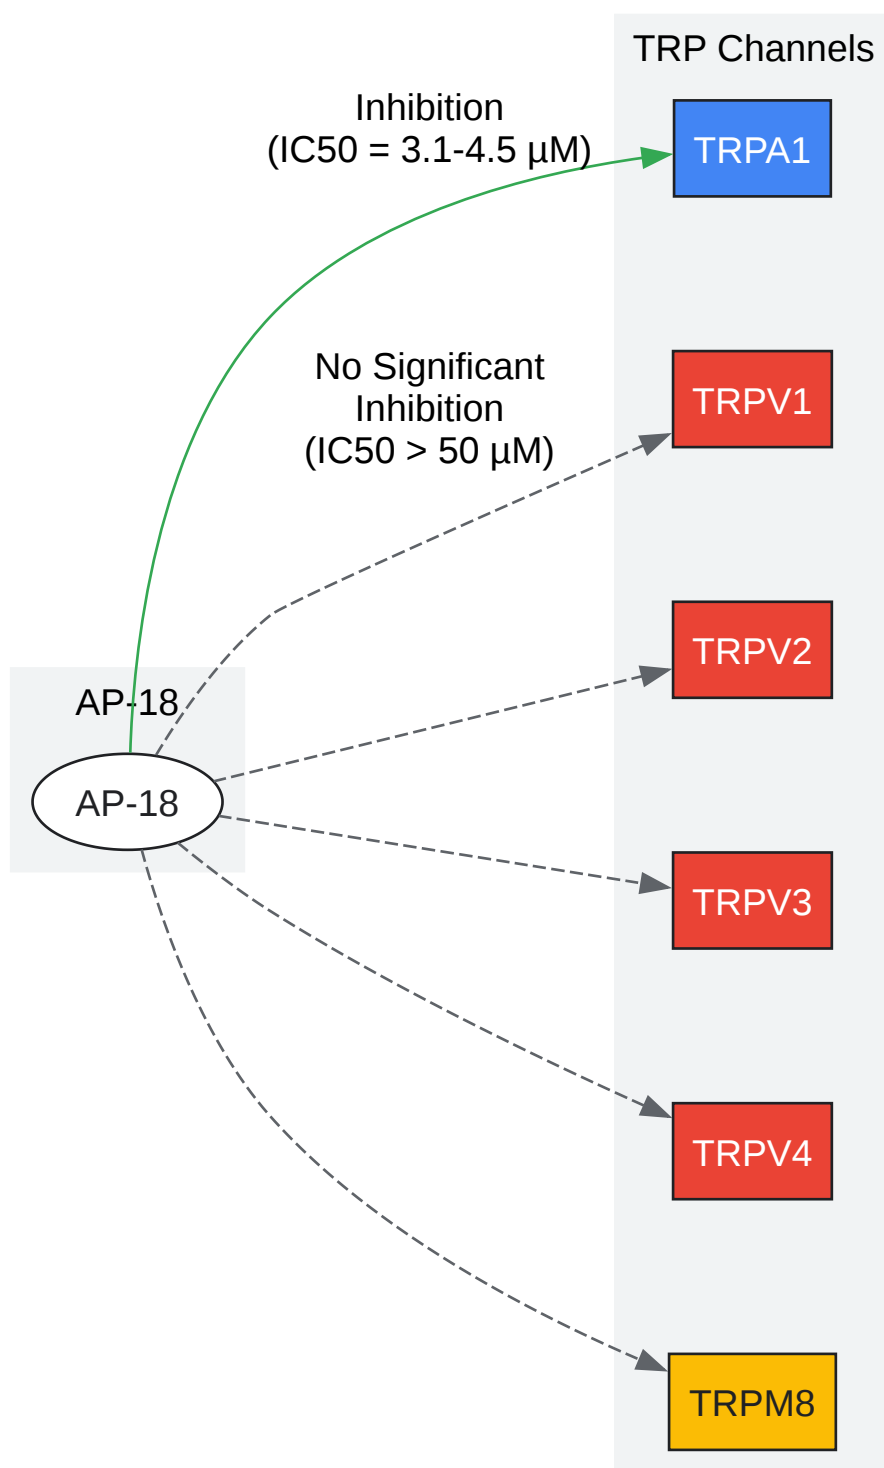 TRP Channels
Inhibition
(IC50 = 3.1-4.5 µM)
TRPA1
No Significant
Inhibition
(IC50 > 50 µM)
TRPV1
TRPV2
AP-18
AP-18
TRPV3
TRPV4
TRPM8